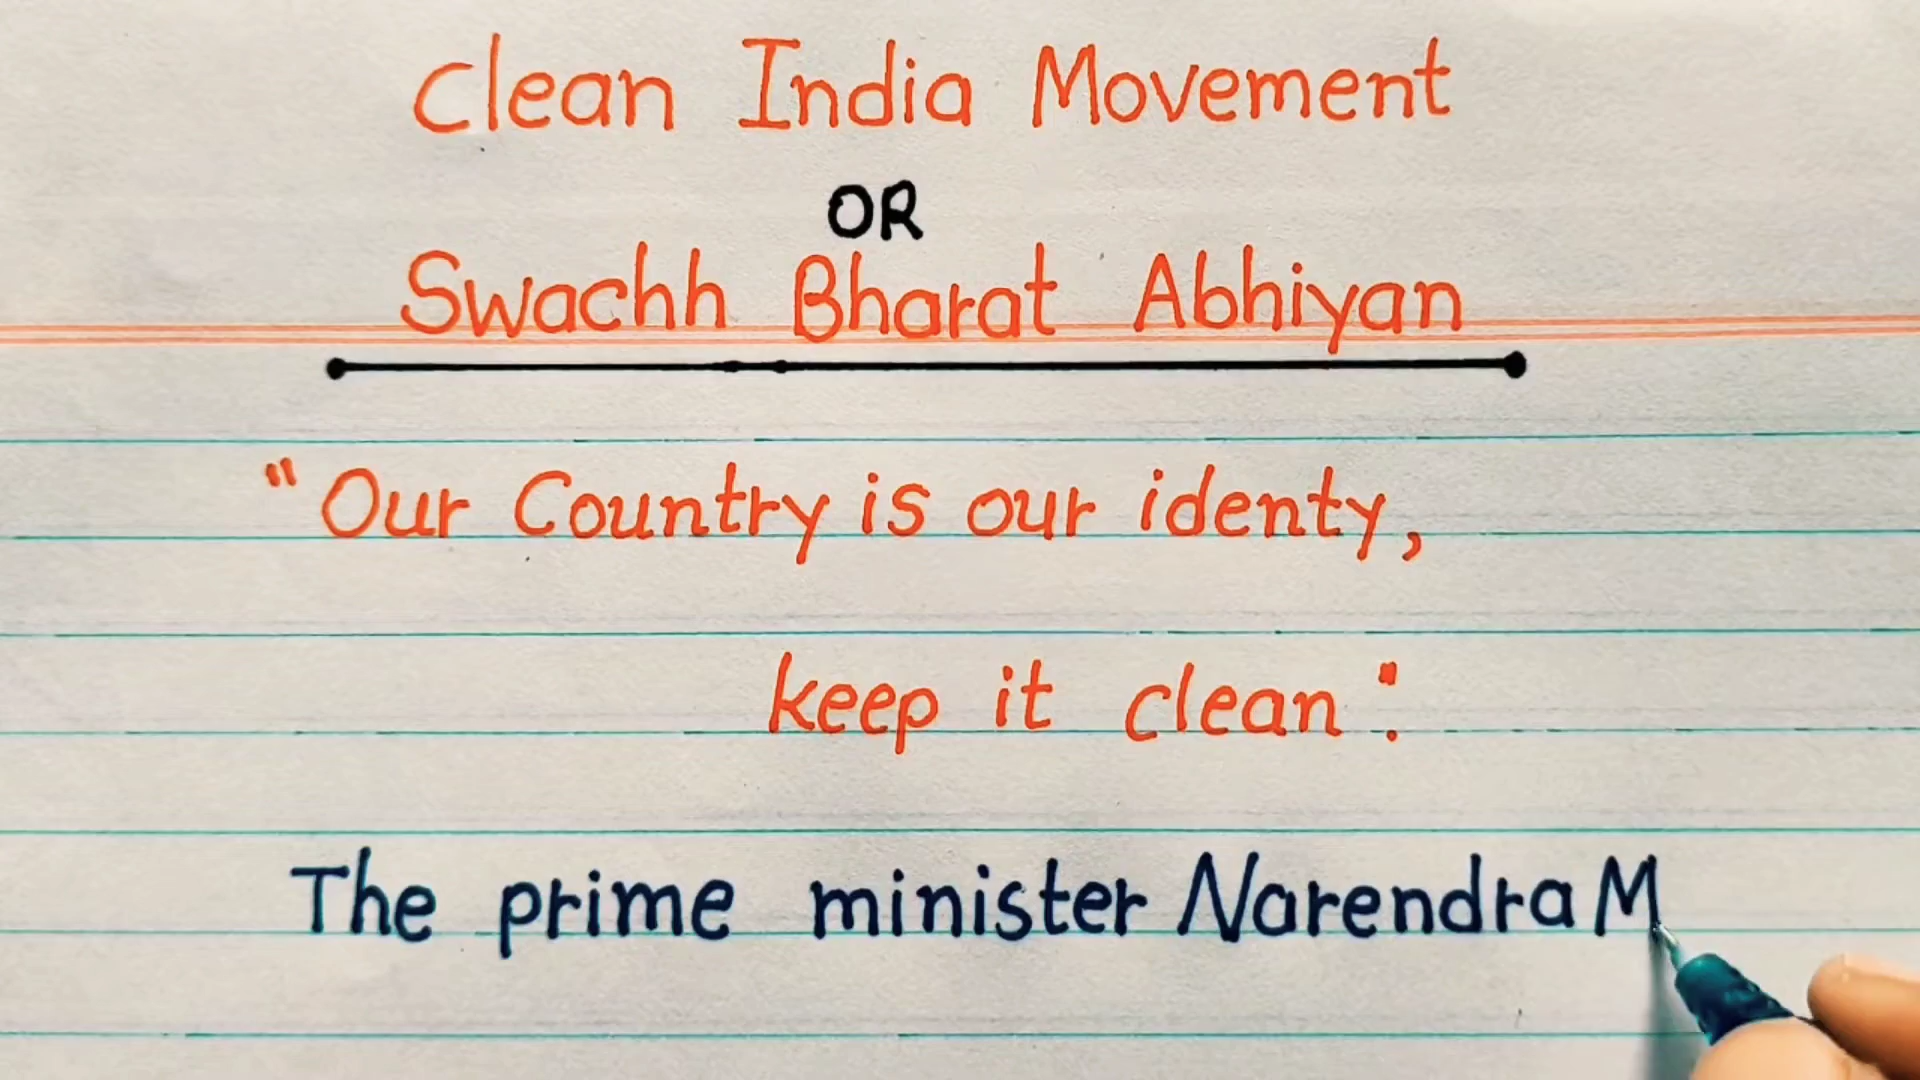 Clean India Movement
OR
Swachh Bharat Abhiyan
“Our Country is our identy,
keep it clean".
The prime minister Narendra M